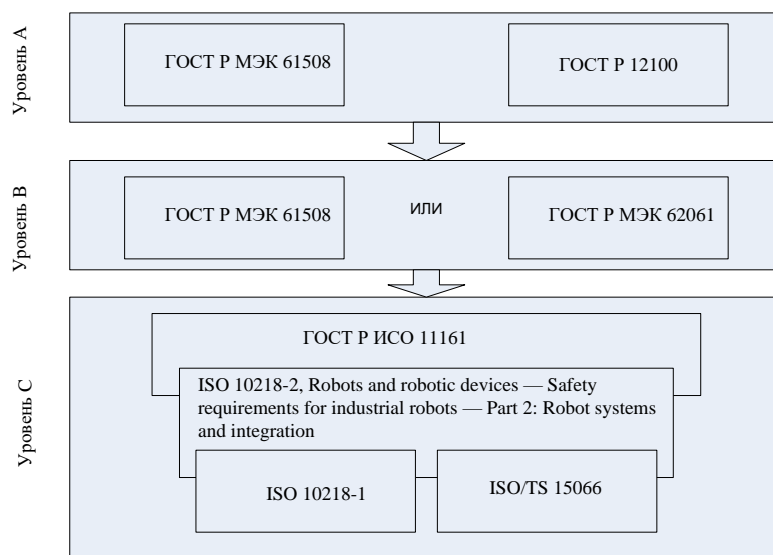 Уровень A
ГОСТ Р МЭК 61508
ГОСТ Р 12100
Уровень B
ГОСТ Р МЭК 61508
или
ГОСТ Р МЭК 62061
Уровень C
ГОСТ Р ИСО 11161
ISO 10218-2, Robots and robotic devices — Safety
requirements for industrial robots — Part 2: Robot systems
and integration
ISO 10218-1
ISO/TS 15066